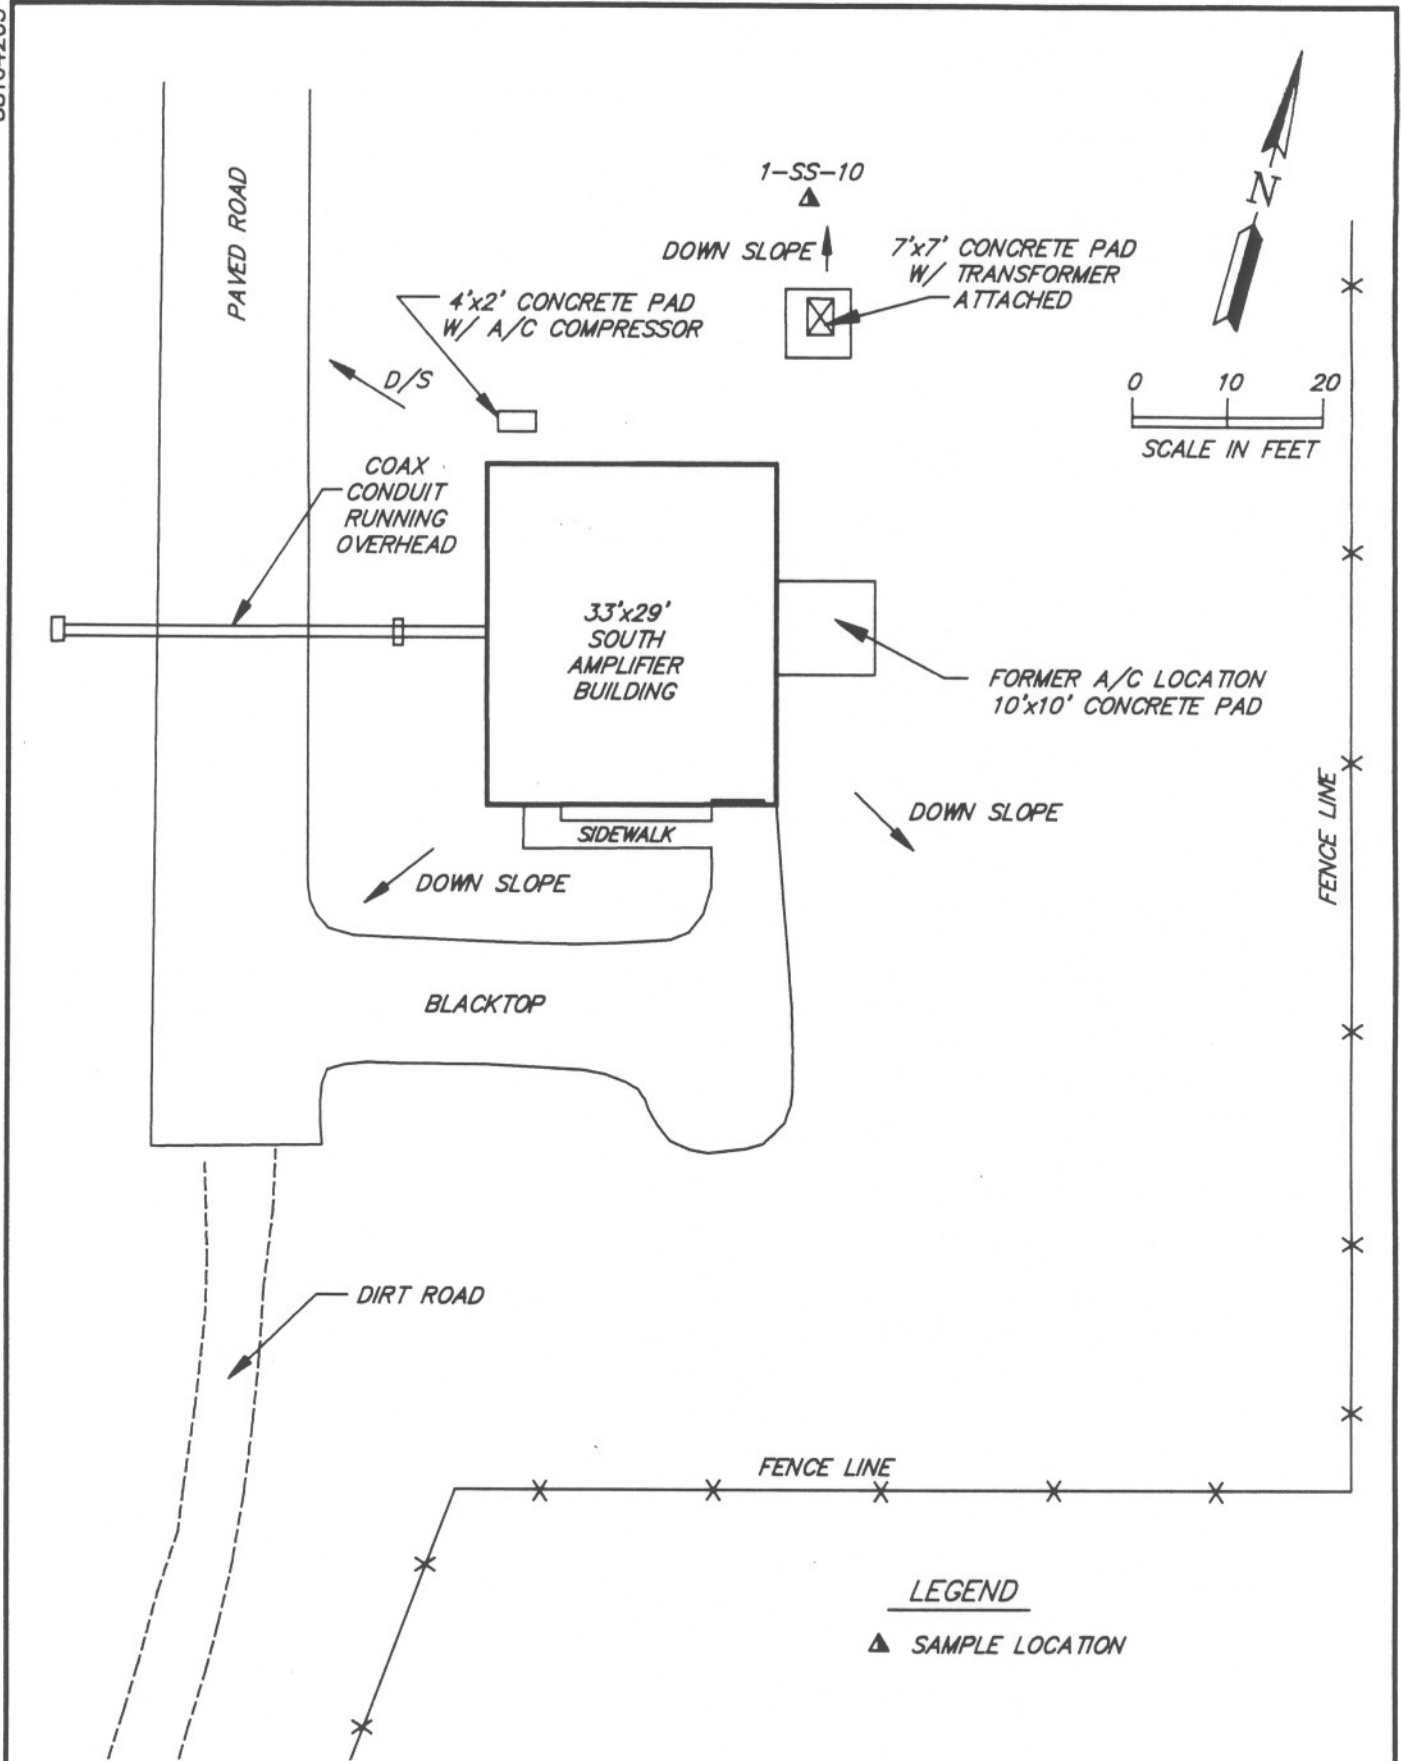 1-SS-10
N
PAVED ROAD
DOWN SLOPE
7'x7' CONCRETE PAD
W/ TRANSFORMER
ATTACHED
4'x2' CONCRETE PAD
W/ A/C COMPRESSOR
D/S
0 10 20
SCALE IN FEET
COAX
CONDUIT
RUNNING
OVERHEAD
33'x29'
SOUTH
AMPLIFIER
BUILDING
FORMER A/C LOCATION
10'x10' CONCRETE PAD
FENCE LINE
DOWN SLOPE
SIDEWALK
DOWN SLOPE
BLACKTOP
DIRT ROAD
FENCE LINE
LEGEND
SAMPLE LOCATION